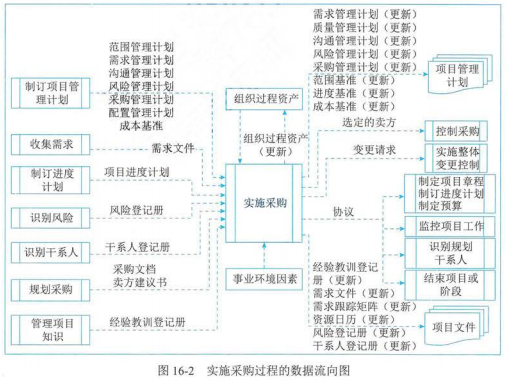 范围管理计划
需求管理计划
沟通管理计划
风险管理计划
采购管理计划
配置管理计划
成本基准
制订项目管
理计划
收集需求
需求文件
制订进度
计划
项目进度计划
识别风险
风险登记册
识别干系人
干系人登记册
规划采购
采购文档
卖方建议书
管理项目
知识
经验教训登记册
组织过程资产
组织过程资产
（更新）
实施采购
事业环境因素
需求管理计划（更新）
质量管理计划（更新）
沟通管理计划（更新）
风险管理计划（更新）
采购管理计划（更新）
范围基准（更新）
进度基准（更新）
成本基准（更新）
项目管理
计划
选定的卖方
控制采购
变更请求
实施整体
变更控制
协议
制定项目章程
制订进度计划
制定预算
监控项目工作
识别规划
干系人
结束项目或
阶段
经验教训登记
册（更新）
需求文件（更新）
需求跟踪矩阵（更新）
资源日历（更新）
风险登记册（更新）
干系人登记册（更新）
项目文件
图 16-2 实施采购过程的数据流向图